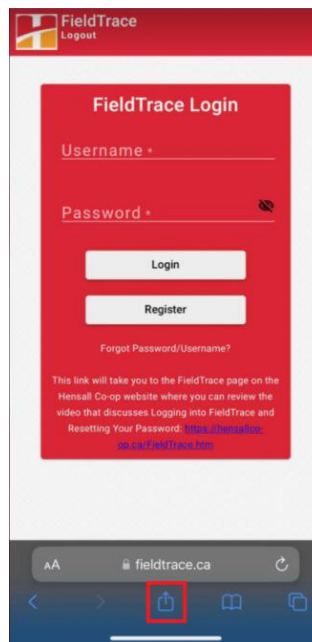 FieldTrace
Logout
FieldTrace Login
Username *
Password *
Login
Register
Forgot Password/Username?
This link will take you to the FieldTrace page on the
Hensall Co-op website where you can review the
video that discusses Logging into FieldTrace and
Resetting Your Password: https://hensallco-
op.ca/FieldTrace.htm
AA
fieldtrace.ca